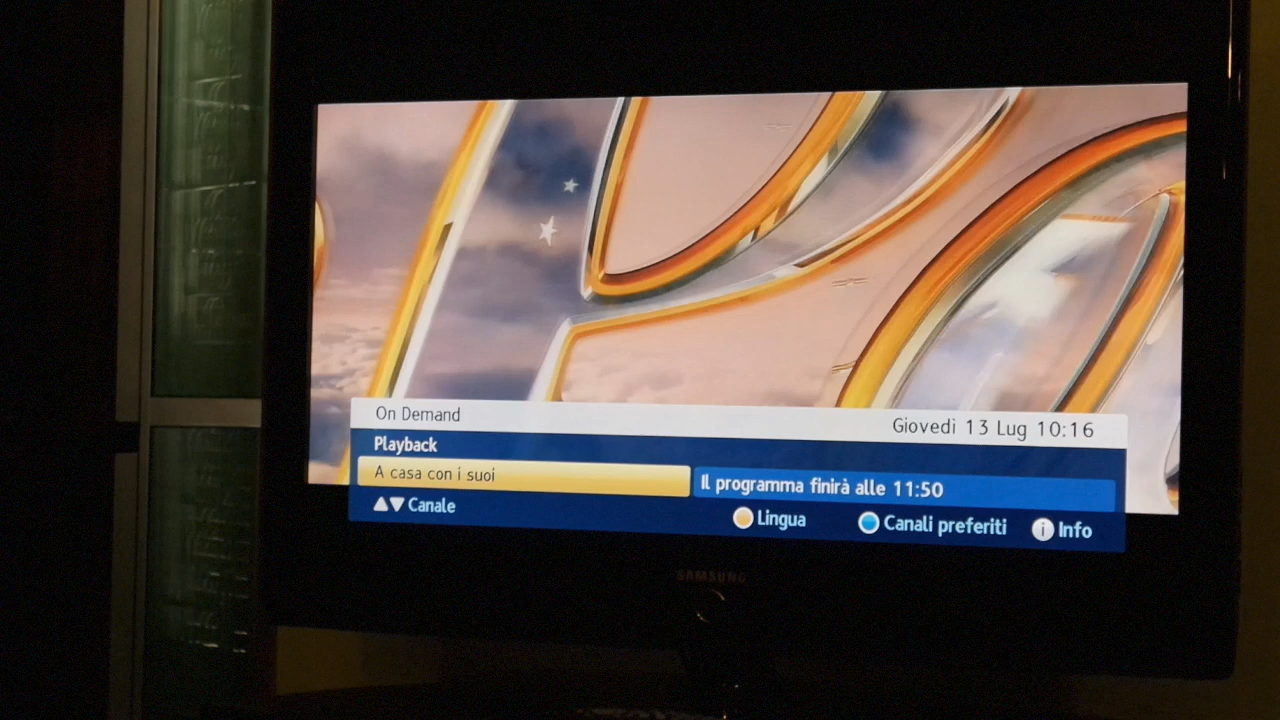 On Demand
Giovedi 13 Lug 10:16
Playback
A casa con i suoi
Il programma finirà alle 11:50
Canale
Lingua
Canali preferiti
i Info
SAMSUNG